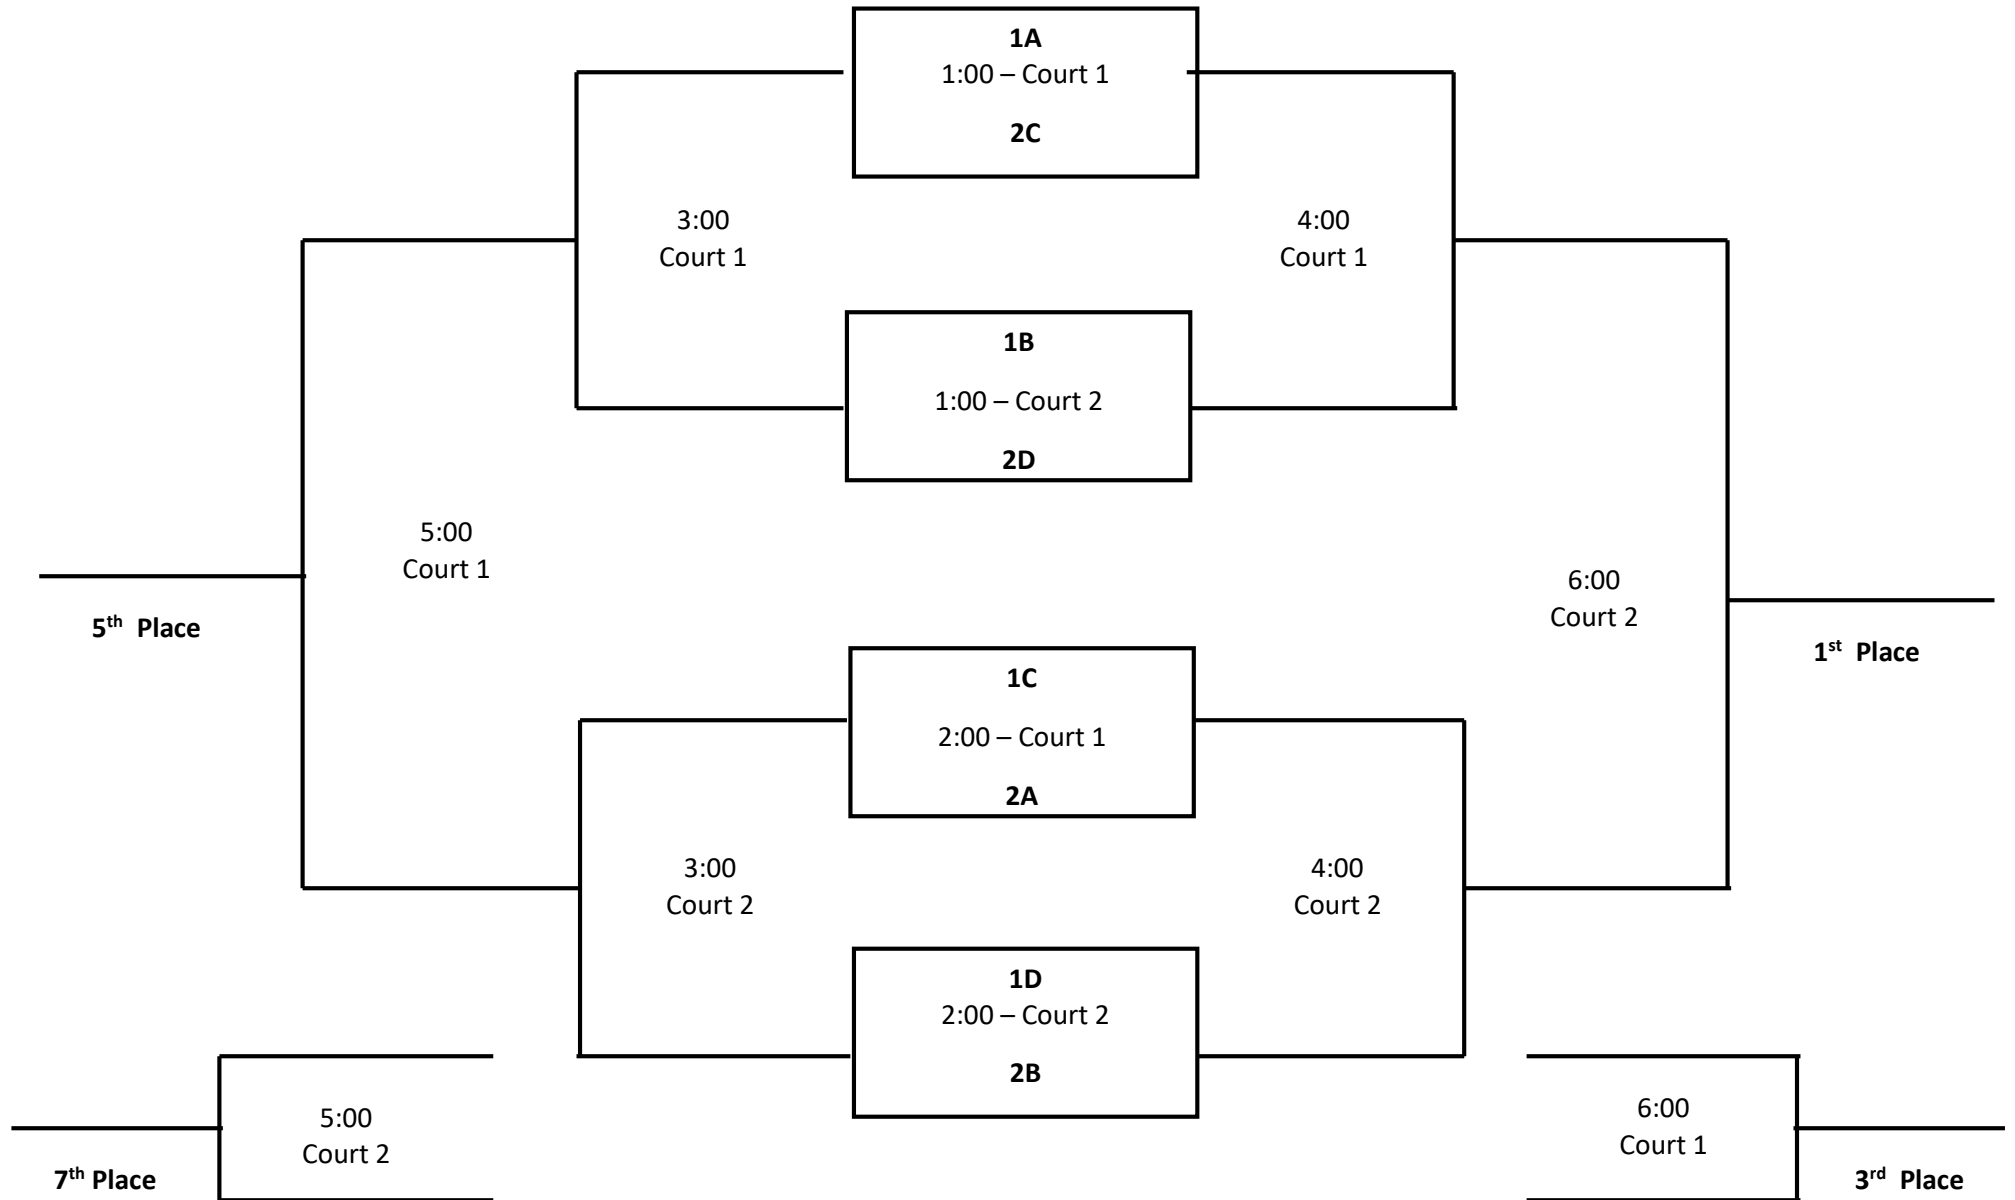 1A
1:00 – Court 1
2C
3:00
Court 1
4:00
Court 1
1B
1:00 – Court 2
2D
5:00
Court 1
6:00
Court 2
5th Place
1st Place
1C
2:00 – Court 1
2A
3:00
Court 2
4:00
Court 2
1D
2:00 – Court 2
2B
5:00
Court 2
6:00
Court 1
7th Place
3rd Place